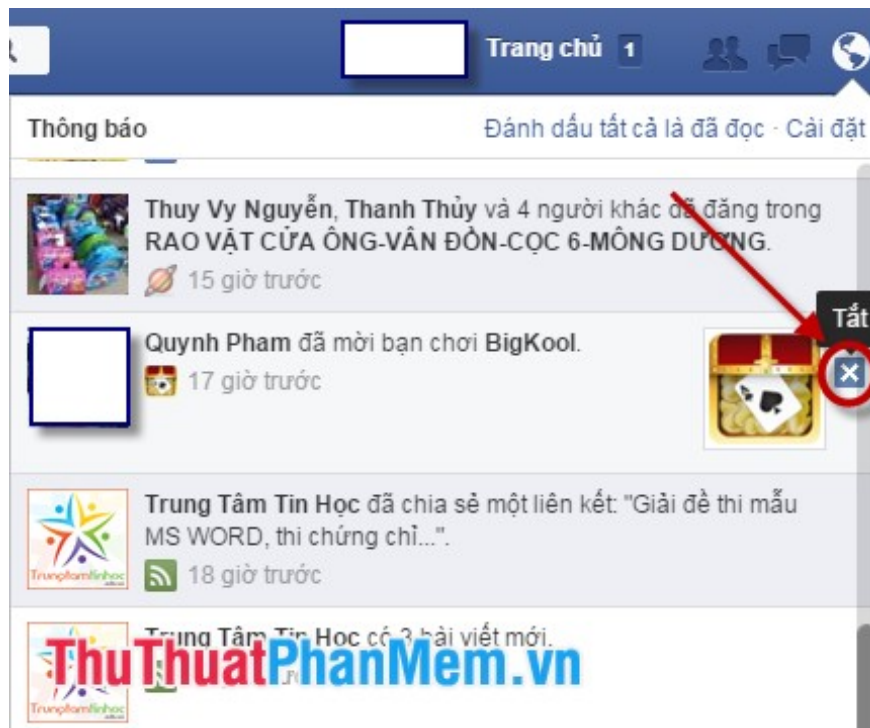 Trang chủ 1
Thông báo
Đánh dấu tất cả là đã đọc · Cài đặt
Thuy Vy Nguyễn, Thanh Thủy và 4 người khác đã đăng trong
RAO VẶT CỬA ÔNG-VÂN ĐỒN-CỌC 6-MÔNG DƯƠNG.
15 giờ trước
Quynh Pham đã mời bạn chơi BigKool.
17 giờ trước
Tắt
Trung Tâm Tin Học đã chia sẻ một liên kết: "Giải đề thi mẫu
MS WORD, thi chứng chỉ...".
18 giờ trước
Trungtamtinhoc
Trung Tâm Tin Học có 3 bài viết mới.
ThuThuatPhanMem.vn
Trungtamtinhoc